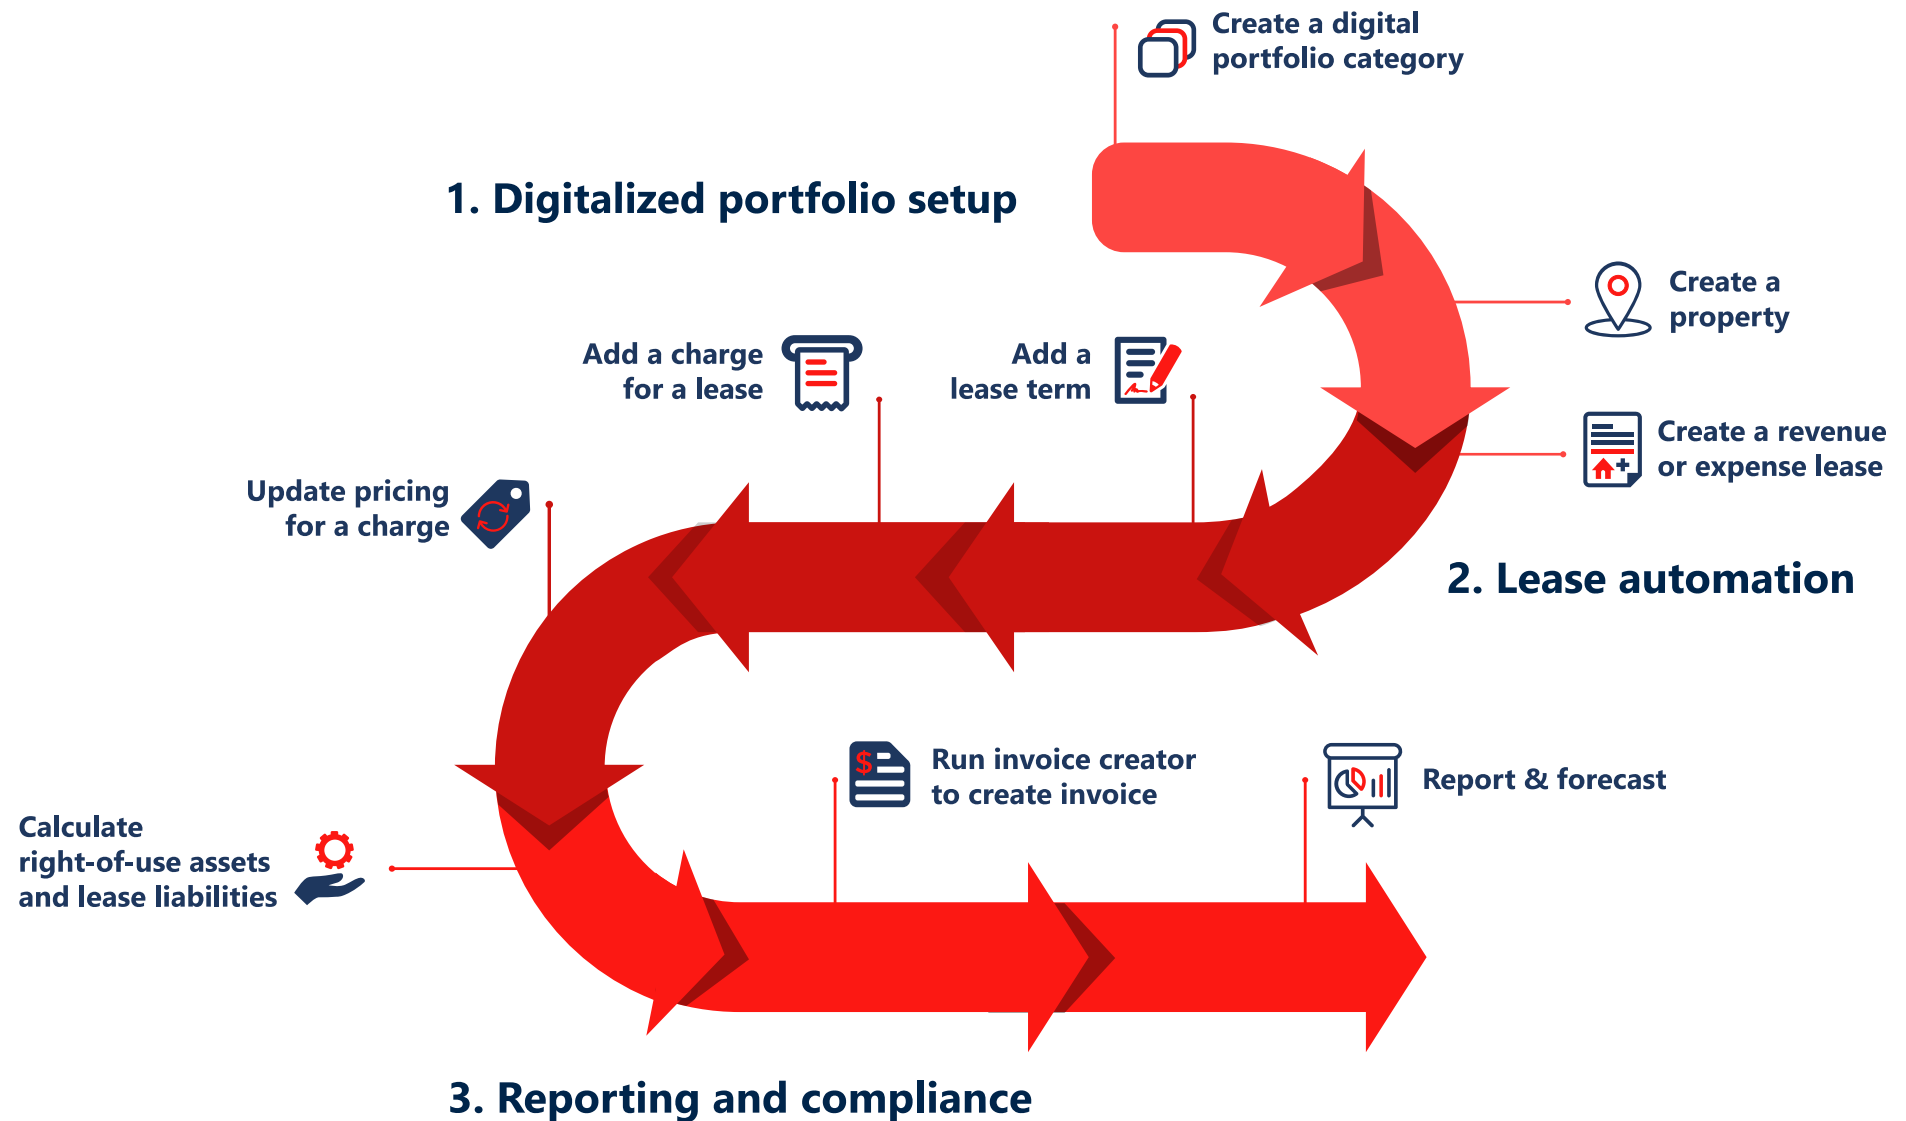 Create a digital
portfolio category
1. Digitalized portfolio setup
Create a
property
Create a revenue
or expense lease
2. Lease automation
Add a
lease term
Add a charge
for a lease
Update pricing
for a charge
Calculate
right-of-use assets
and lease liabilities
$
Run invoice creator
to create invoice
Report & forecast
3. Reporting and compliance